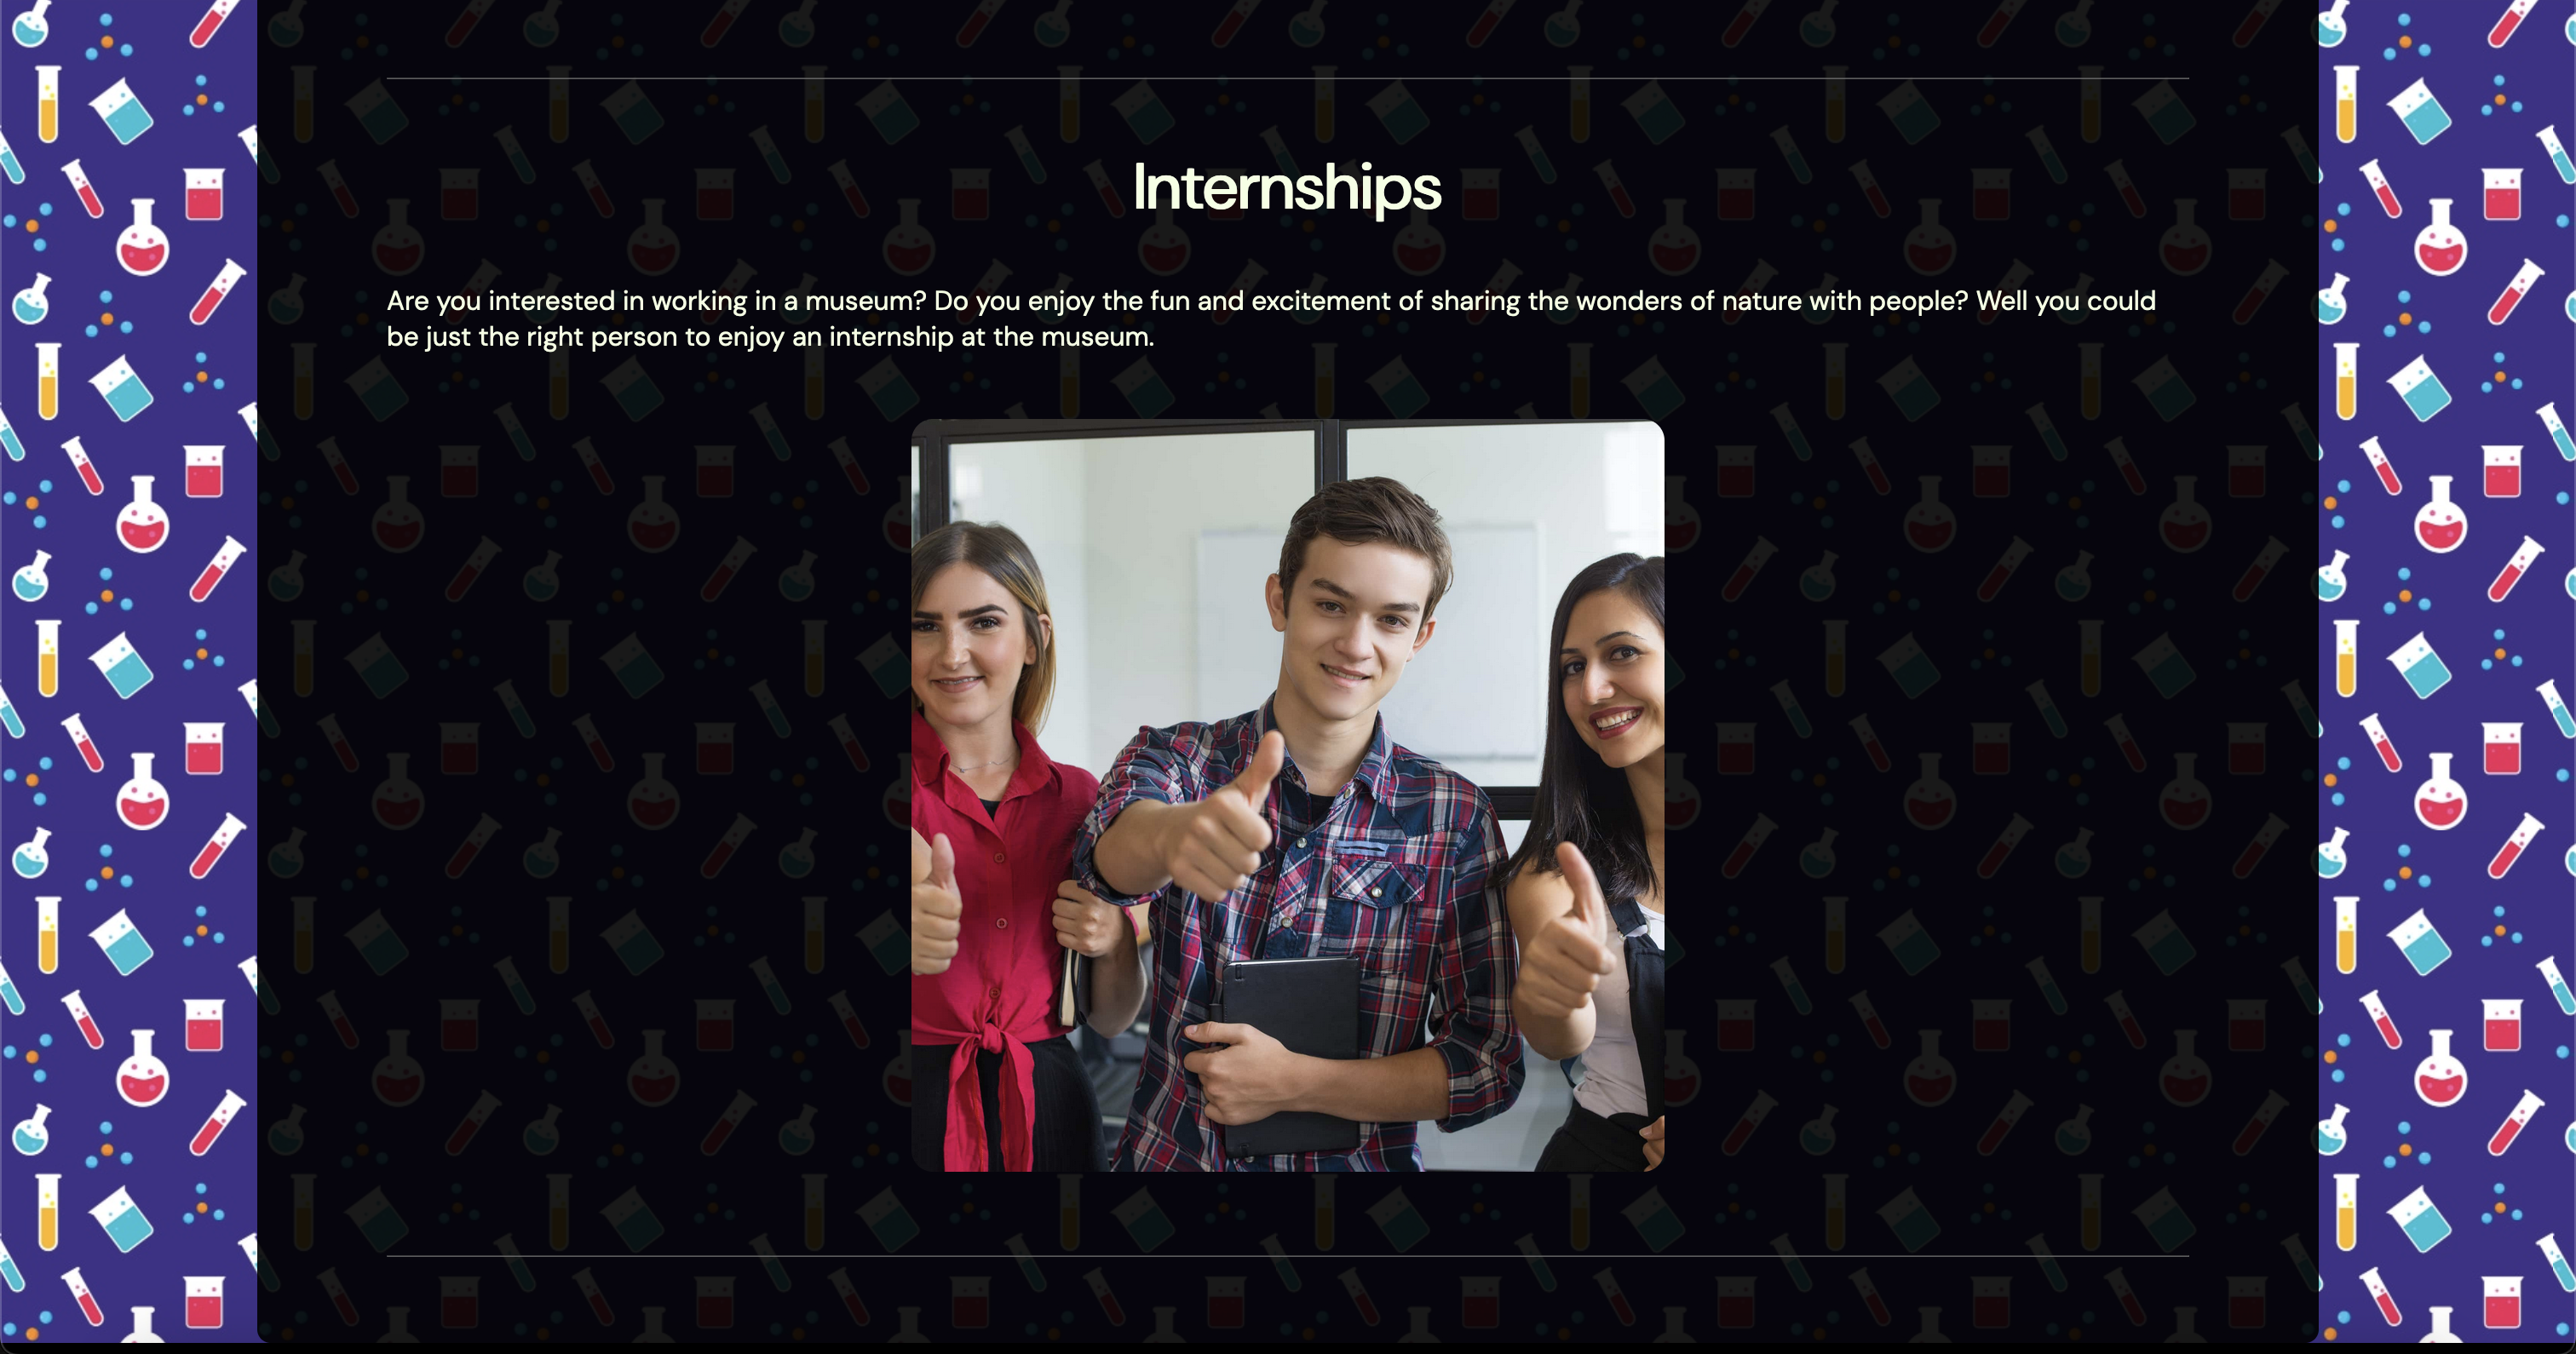 Internships
Are you interested in working in a museum? Do you enjoy the fun and excitement of sharing the wonders of nature with people? Well you could
be just the right person to enjoy an internship at the museum.